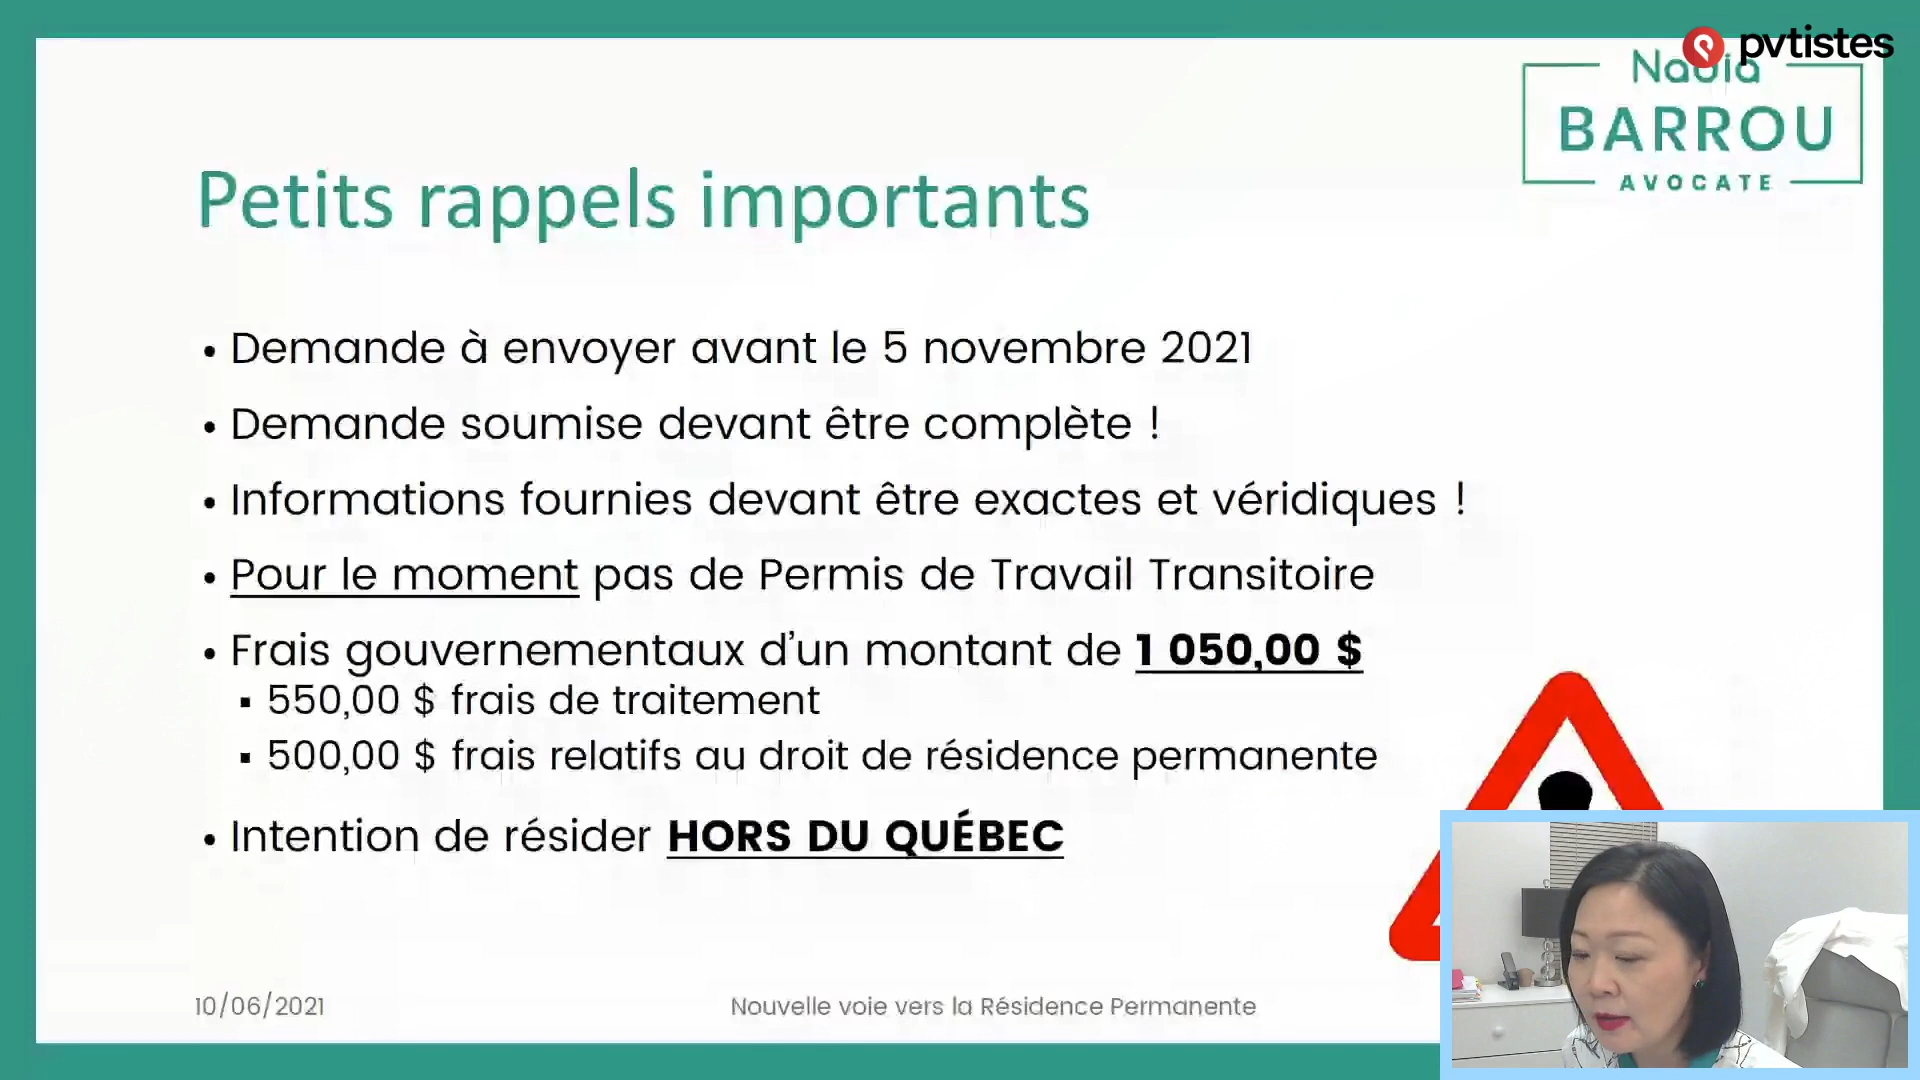 pvtistes
Nadia
BARROU
AVOCATE
Petits rappels importants
• Demande à envoyer avant le 5 novembre 2021
• Demande soumise devant être complète !
• Informations fournies devant être exactes et véridiques !
• Pour le moment pas de Permis de Travail Transitoire
• Frais gouvernementaux d'un montant de 1 050,00 $
▪ 550,00 $ frais de traitement
▪ 500,00 $ frais relatifs au droit de résidence permanente
• Intention de résider HORS DU QUÉBEC
10/06/2021
Nouvelle voie vers la Résidence Permanente